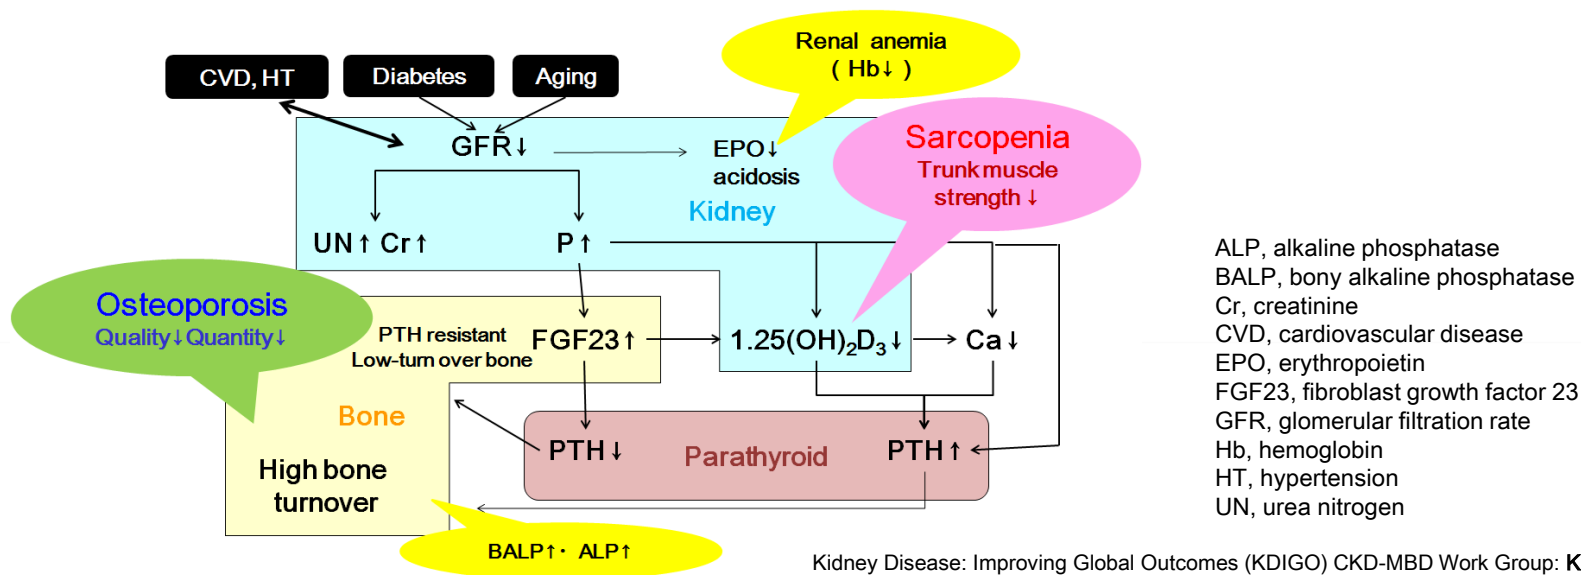 Renal anemia
( Hb↓ )
CVD, HT
Diabetes
Aging
GFR↓
EPO↓
acidosis
Sarcopenia
Trunk muscle
strength ↓
Kidney
UN↑ Cr↑
P↑
Osteoporosis
Quality↓Quantity↓
PTH resistant
Low-turn over bone
FGF23↑
1.25(OH)₂D₃↓
Ca↓
Bone
PTH↓
Parathyroid
PTH↑
High bone
turnover
BALP↑・ ALP↑
ALP, alkaline phosphatase
BALP, bony alkaline phosphatase
Cr, creatinine
CVD, cardiovascular disease
EPO, erythropoietin
FGF23, fibroblast growth factor 23
GFR, glomerular filtration rate
Hb, hemoglobin
HT, hypertension
UN, urea nitrogen
Kidney Disease: Improving Global Outcomes (KDIGO) CKD-MBD Work Group: K